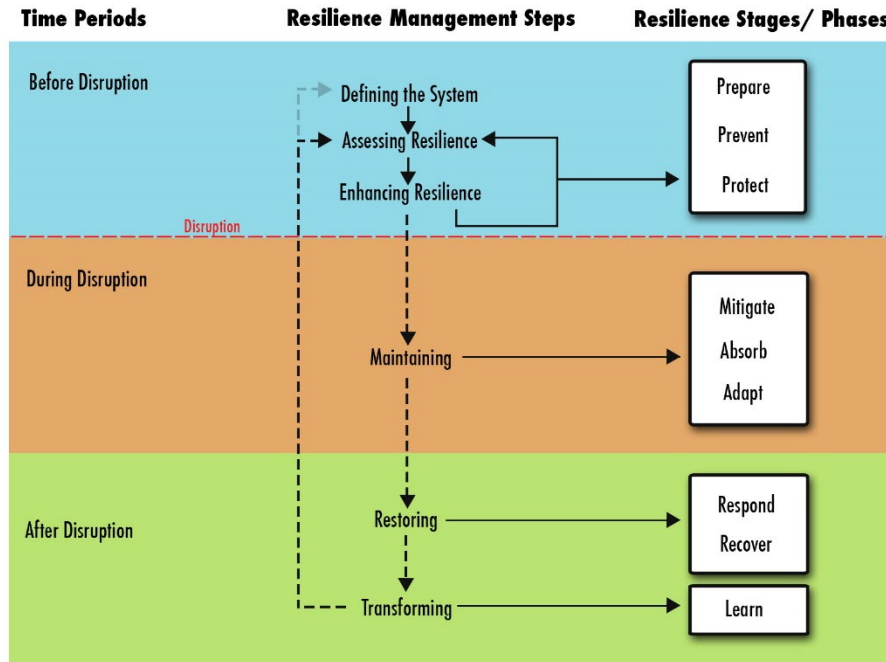 Time Periods
Resilience Management Steps
Resilience Stages/ Phases
Before Disruption
Defining the System
Assessing Resilience
Enhancing Resilience
Prepare
Prevent
Protect
Disruption
During Disruption
Maintaining
Mitigate
Absorb
Adapt
After Disruption
Restoring
Transforming
Respond
Recover
Learn